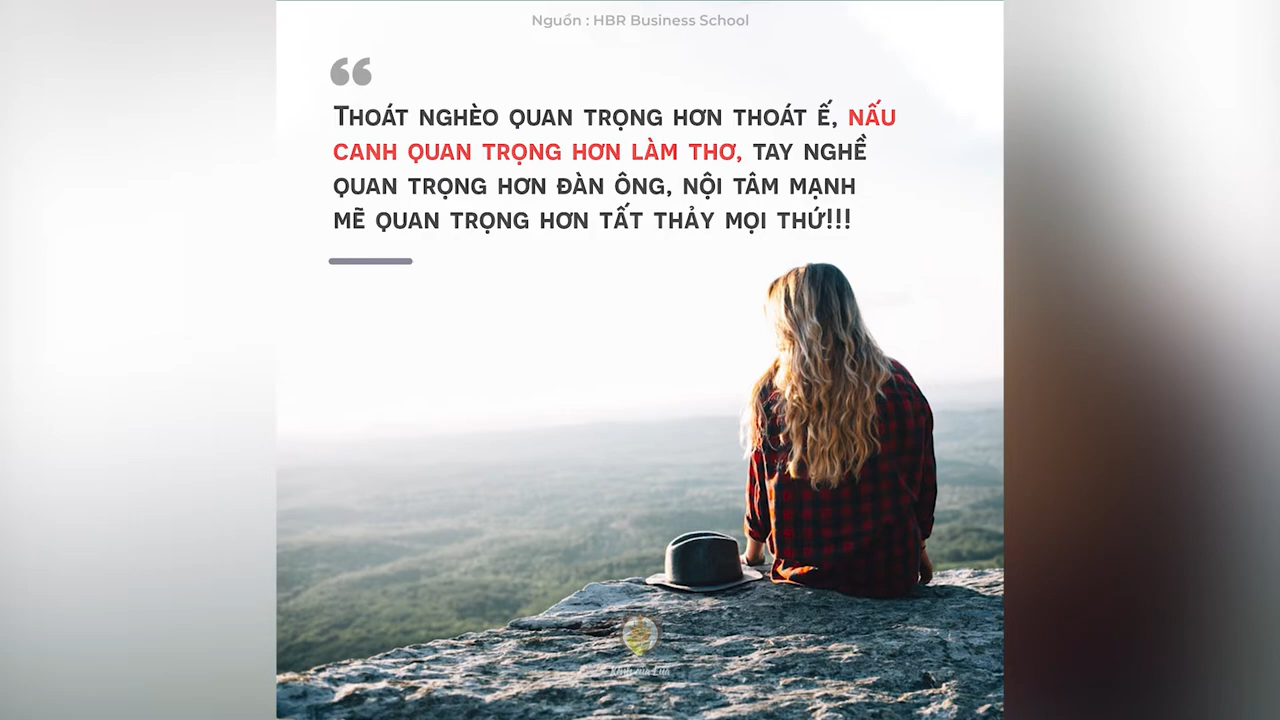 Nguồn : HBR Business School
“
THOÁT NGHÈO QUAN TRỌNG HƠN THOÁT Ế, NẤU
CANH QUAN TRỌNG HƠN LÀM THƠ, TAY NGHỀ
QUAN TRỌNG HƠN ĐÀN ÔNG, NỘI TÂM MẠNH
MẼ QUAN TRỌNG HƠN TẤT THẢY MỌI THỨ!!!